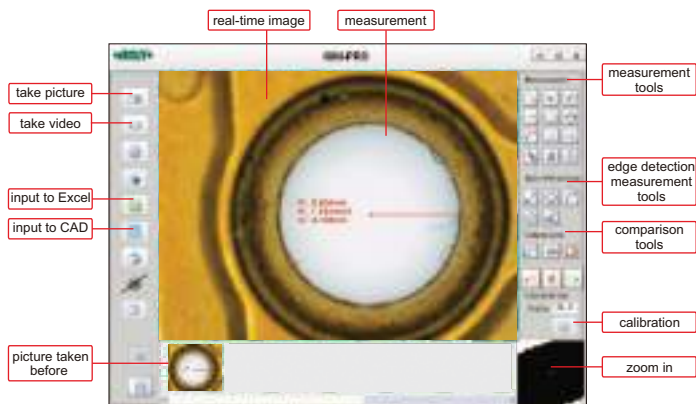 real-time image
measurement
take picture
take video
input to Excel
input to CAD
picture taken
before
measurement
tools
edge detection
measurement
tools
comparison
tools
calibration
zoom in